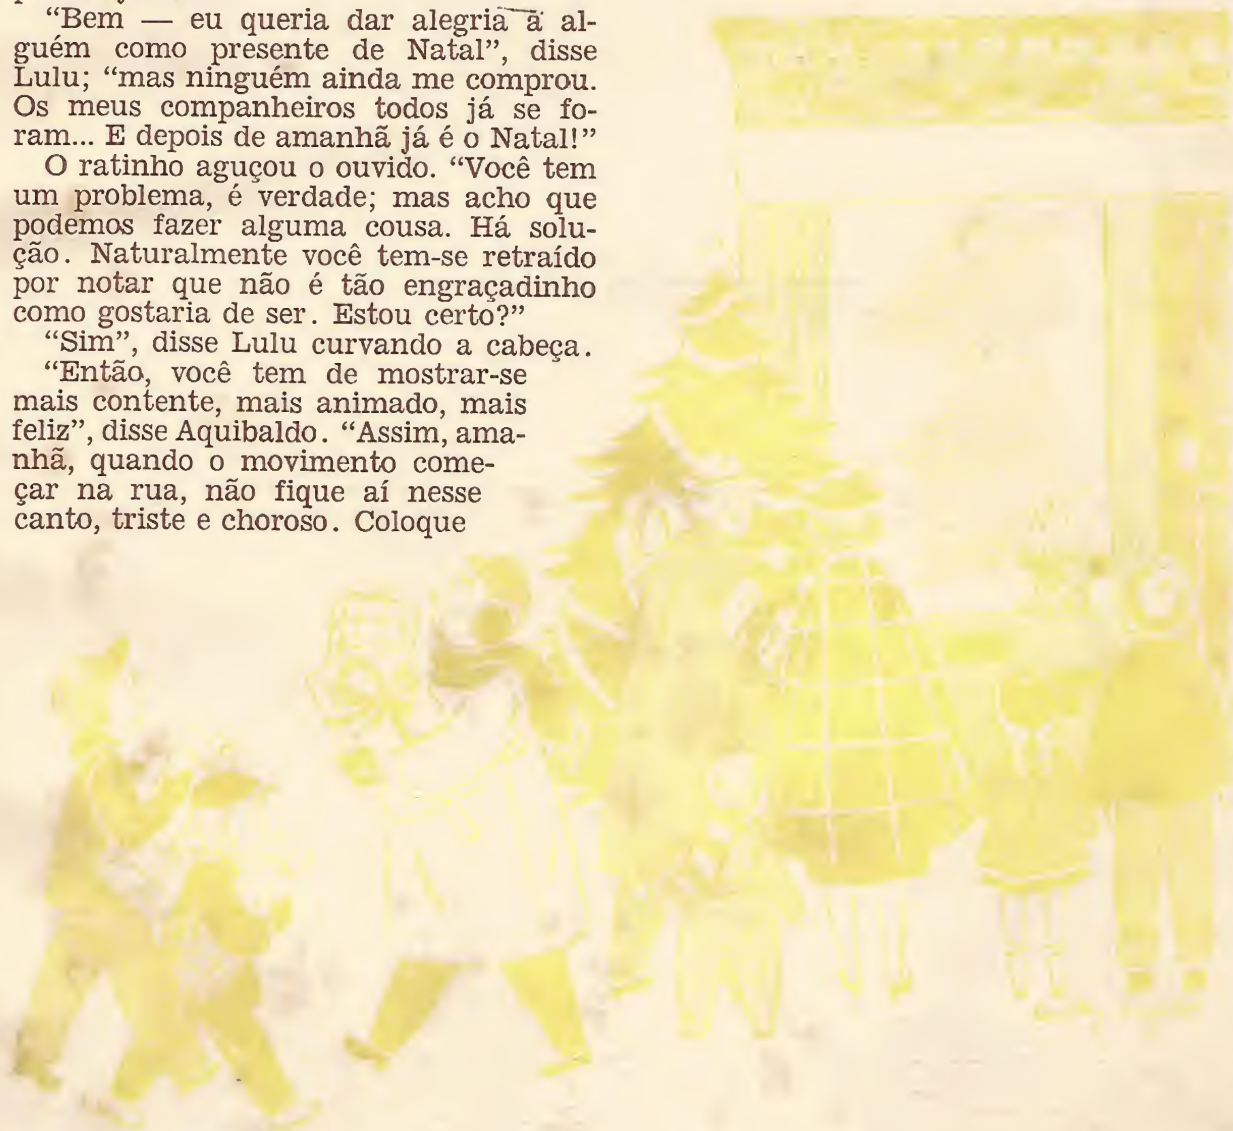 “Bem — eu queria dar alegria a al-
guém como presente de Natal”, disse
Lulu; “mas ninguém ainda me comprou.
Os meus companheiros todos já se fo-
ram... E depois de amanhã já é o Natal!”
O ratinho aguçou o ouvido. “Você tem
um problema, é verdade; mas acho que
podemos fazer alguma cousa. Há solu-
ção. Naturalmente você tem-se retraído
por notar que não é tão engraçadinho
como gostaria de ser. Estou certo?”
“Sim”, disse Lulu curvando a cabeça.
“Então, você tem de mostrar-se
mais contente, mais animado, mais
feliz”, disse Aquibaldo. “Assim, ama-
nhã, quando o movimento come-
çar na rua, não fique aí nesse
canto, triste e choroso. Coloque